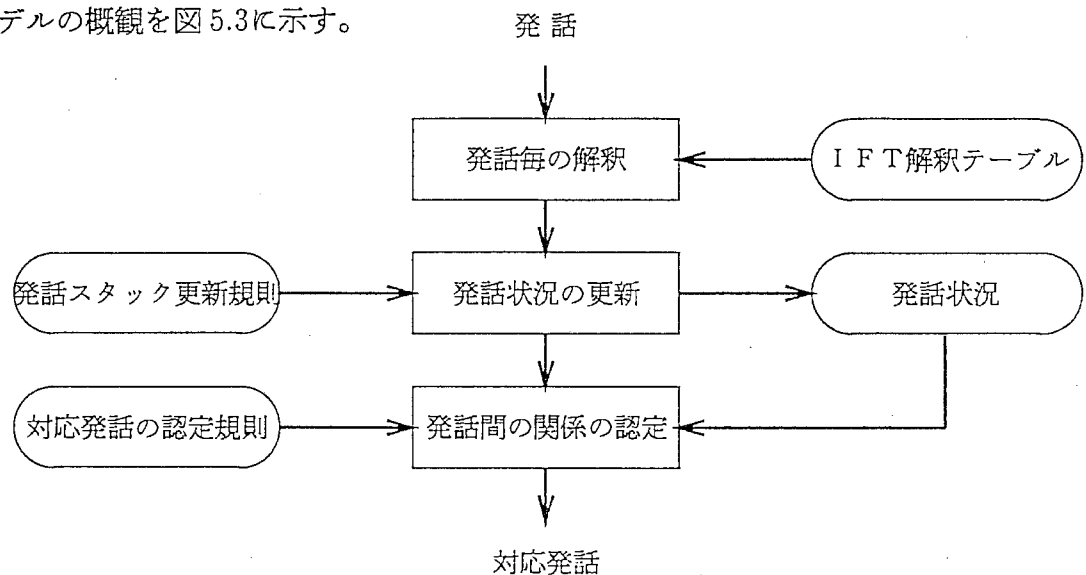 デルの概観を図5.3に示す。
発 話
発話毎の解釈
ＩＦＴ解釈テーブル
発話スタック更新規則
発話状況の更新
発話状況
対応発話の認定規則
発話間の関係の認定
対応発話